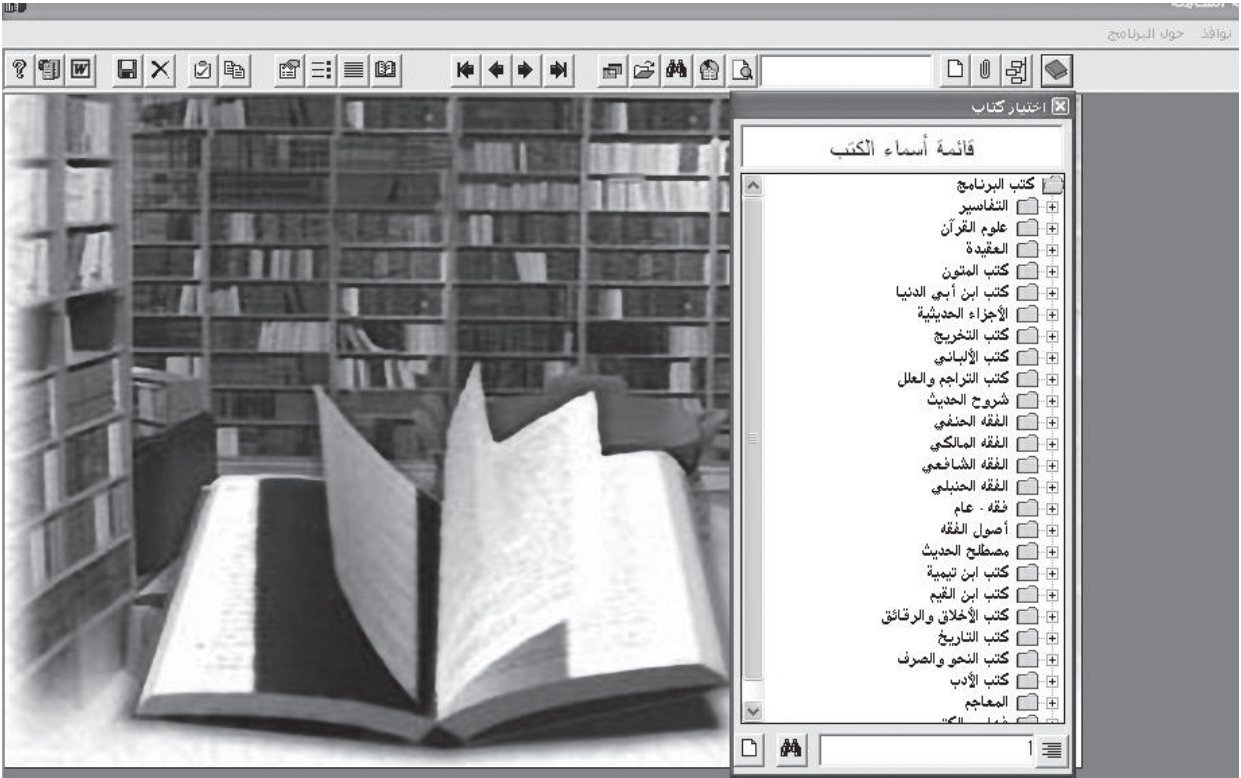 نوافذ حول البرنامج
اختيار كتاب
قائمة أسماء الكتب
كتب البرنامج
التفاسير
علوم القرآن
العقيدة
كتب المتون
كتب ابن أبي الدنيا
الأجزاء الحديثية
كتب التخريج
كتب الألباني
كتب التراجم والعلل
شروح الحديث
الفقه الحنفي
الفقه المالكي
الفقه الشافعي
الفقه الحنبلي
فقه - عام
أصول الفقه
مصطلح الحديث
كتب ابن تيمية
كتب ابن القيم
كتب الأخلاق والرقائق
كتب التاريخ
كتب النحو والصرف
كتب الأدب
المعاجم
1